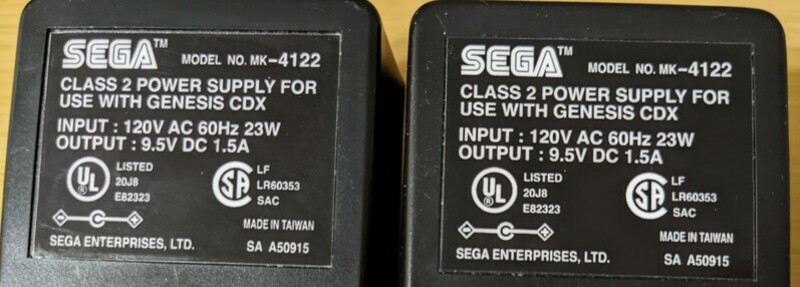 SEGA™ MODEL NO. MK-4122
CLASS 2 POWER SUPPLY FOR
USE WITH GENESIS CDX
INPUT : 120V AC 60Hz 23W
OUTPUT : 9.5V DC 1.5A
UL® LISTED
20J8
E82323
SA LF
LR60353
SAC
- +
MADE IN TAIWAN
SEGA ENTERPRISES, LTD. SA A50915
SEGA™ MODEL NO. MK-4122
CLASS 2 POWER SUPPLY FOR
USE WITH GENESIS CDX
INPUT : 120V AC 60Hz 23W
OUTPUT : 9.5V DC 1.5A
UL® LISTED
20J8
E82323
SA LF
LR60353
SAC
- +
MADE IN TAIWAN
SEGA ENTERPRISES, LTD. SA A50915